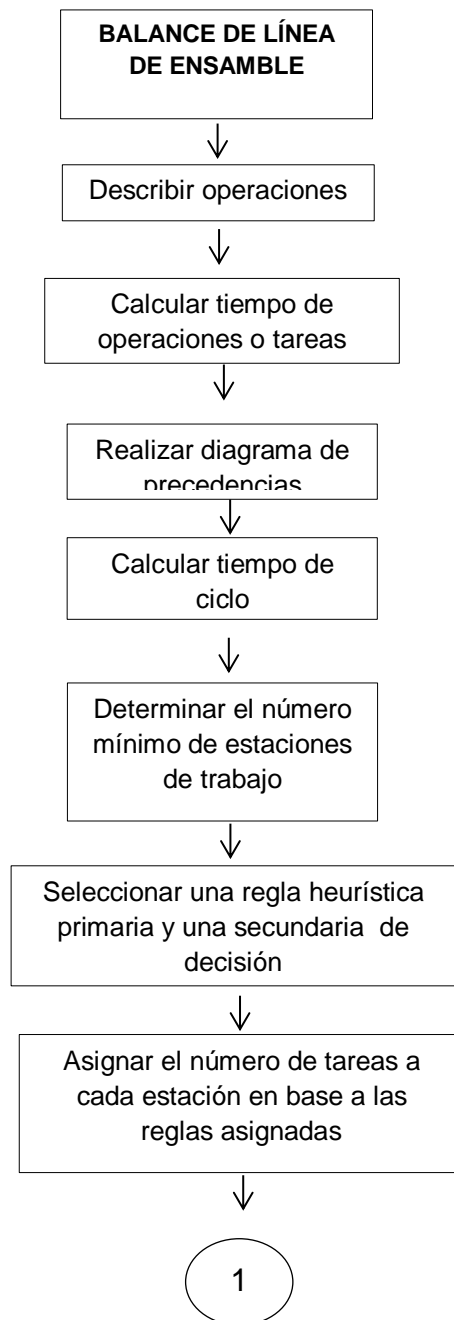 BALANCE DE LÍNEA
DE ENSAMBLE
Describir operaciones
Calcular tiempo de
operaciones o tareas
Realizar diagrama de
precedencias
Calcular tiempo de
ciclo
Determinar el número
mínimo de estaciones
de trabajo
Seleccionar una regla heurística
primaria y una secundaria de
decisión
Asignar el número de tareas a
cada estación en base a las
reglas asignadas
1